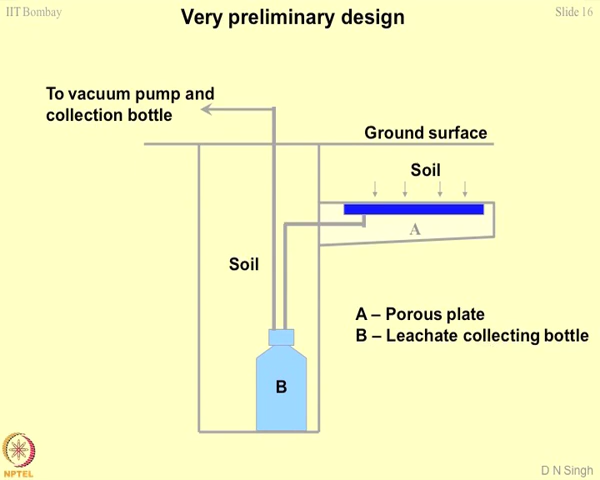 IIT Bombay
Very preliminary design
Slide 16
To vacuum pump and
collection bottle
Ground surface
Soil
A
Soil
A – Porous plate
B – Leachate collecting bottle
B
NPTEL
D N Singh